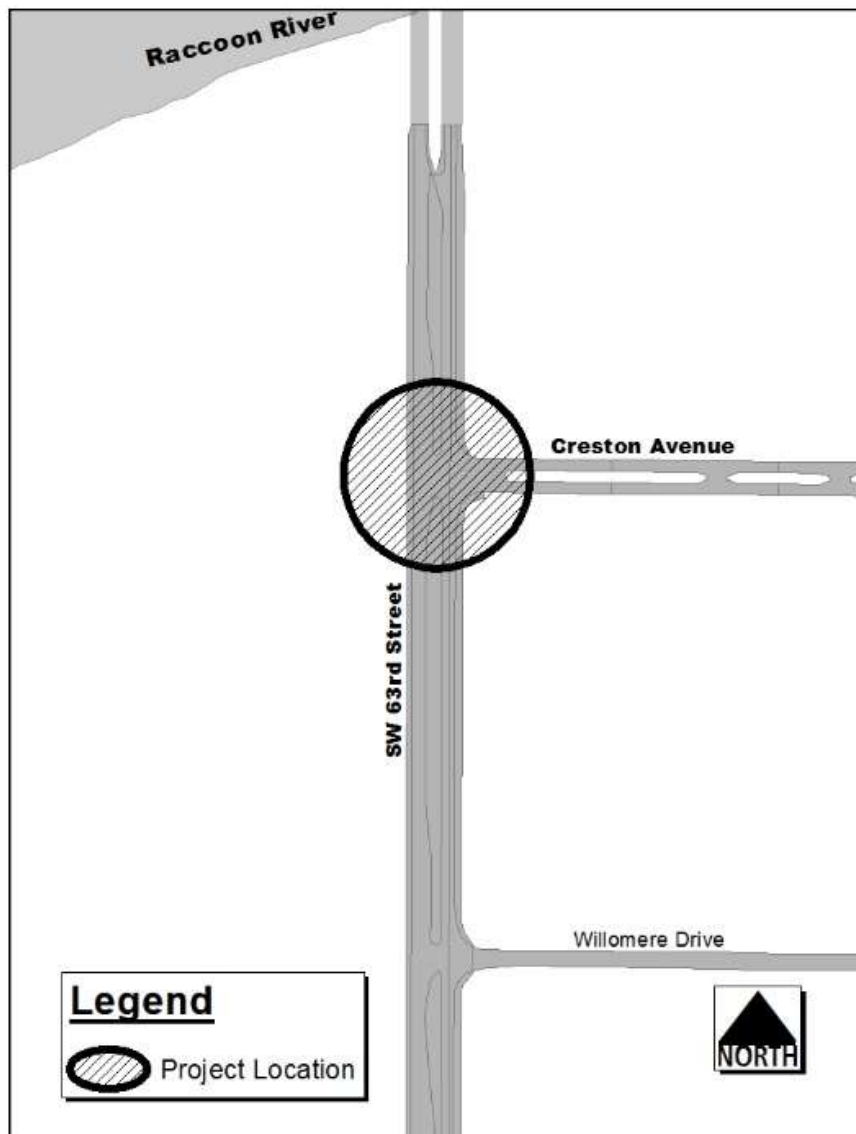 Raccoon River
Creston Avenue
SW 63rd Street
Willomere Drive
Legend
Project Location
NORTH